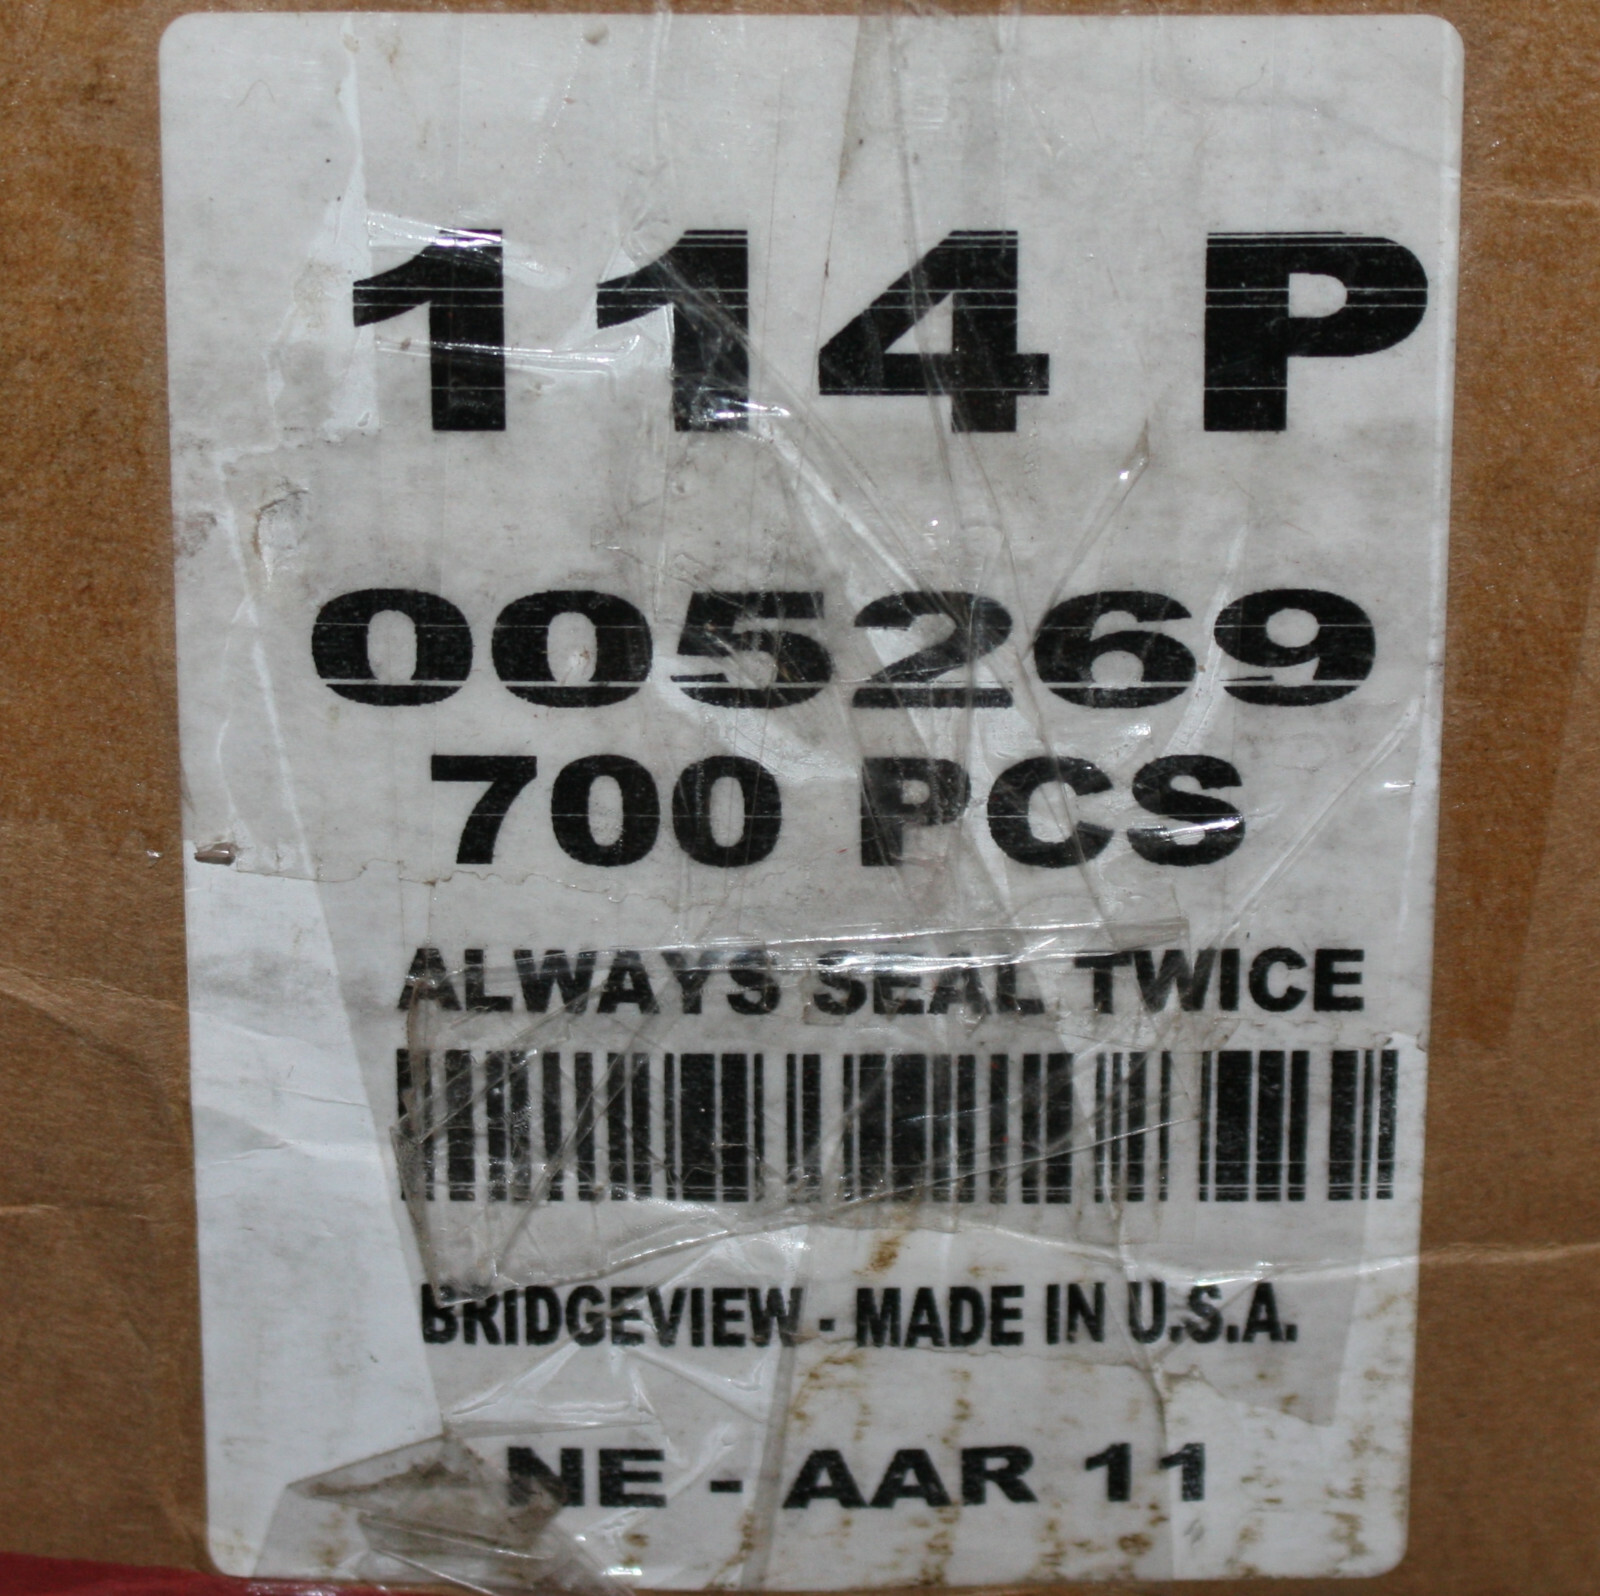 114 P
005269
700 PCS
ALWAYS SEAL TWICE
BRIDGEVIEW - MADE IN U.S.A.
NE - AAR 11